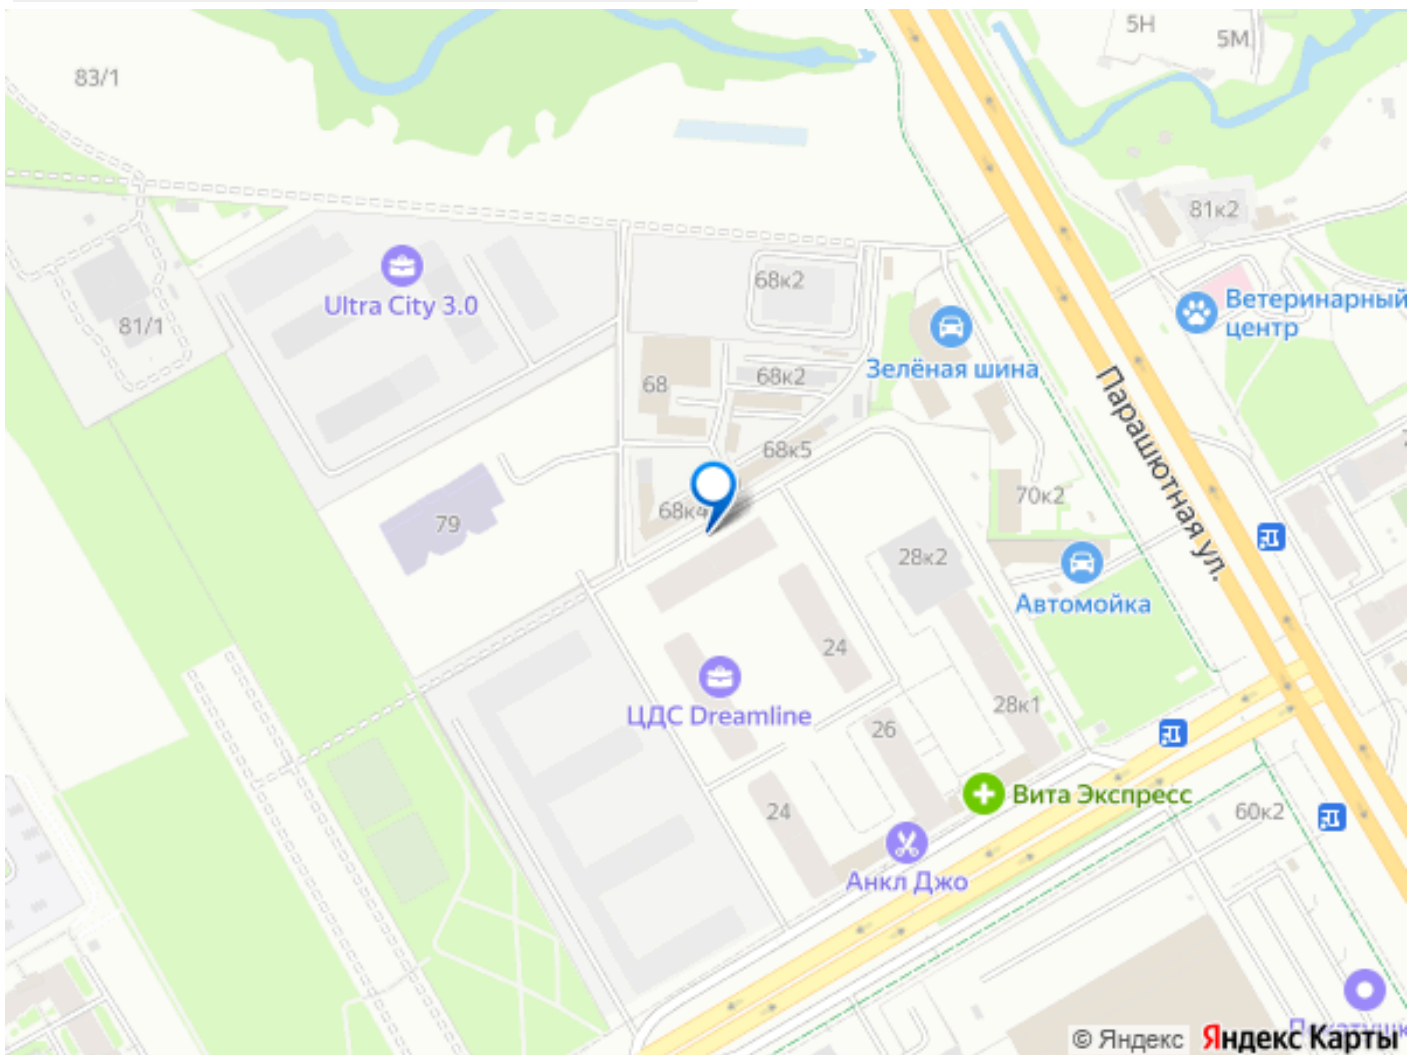 5Н
5М
83/1
81к2
68к2
Ultra City 3.0
Ветеринарный
центр
81/1
Зелёная шина
68
68к2
Парашютная ул.
68к5
70к2
68к4
79
28к2
Автомойка
24
28к1
ЦДС Dreamline
26
Вита Экспресс
24
60к2
Анкл Джо
© Яндекс
Яндекс Карты